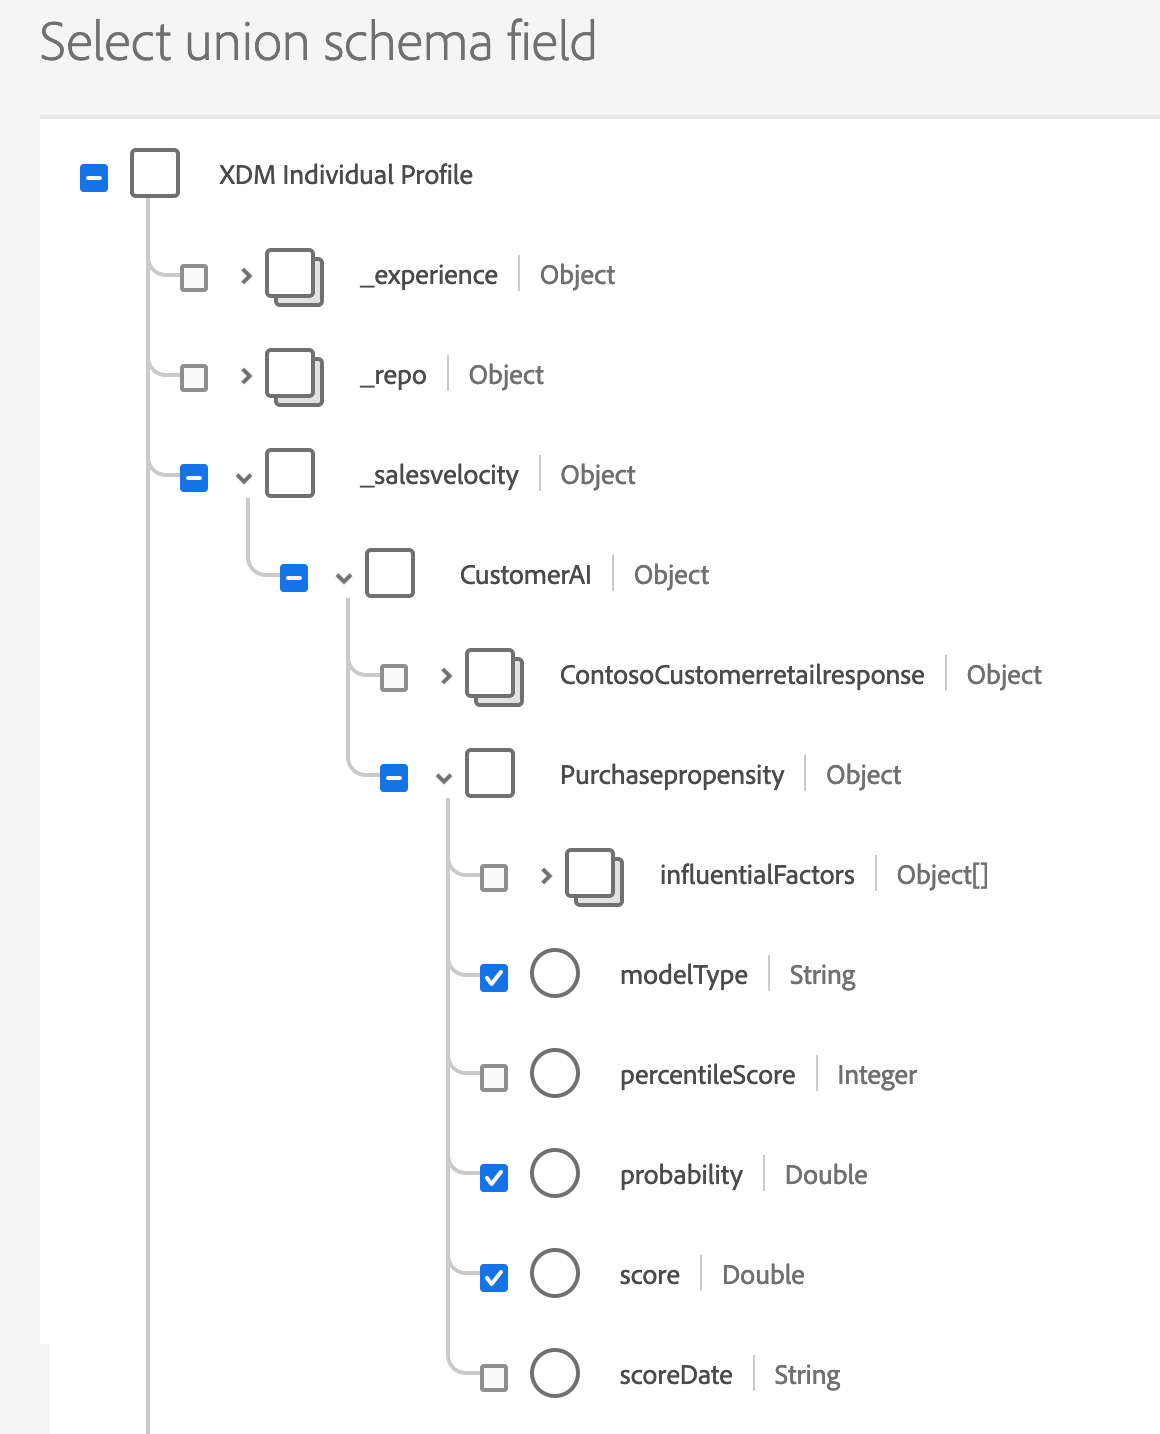 Select union schema field
XDM Individual Profile
_experience Object
_repo Object
_salesvelocity Object
CustomerAI Object
ContosoCustomerretailresponse Object
Purchasepropensity Object
influentialFactors Object[]
modelType String
percentileScore Integer
probability Double
score Double
scoreDate String